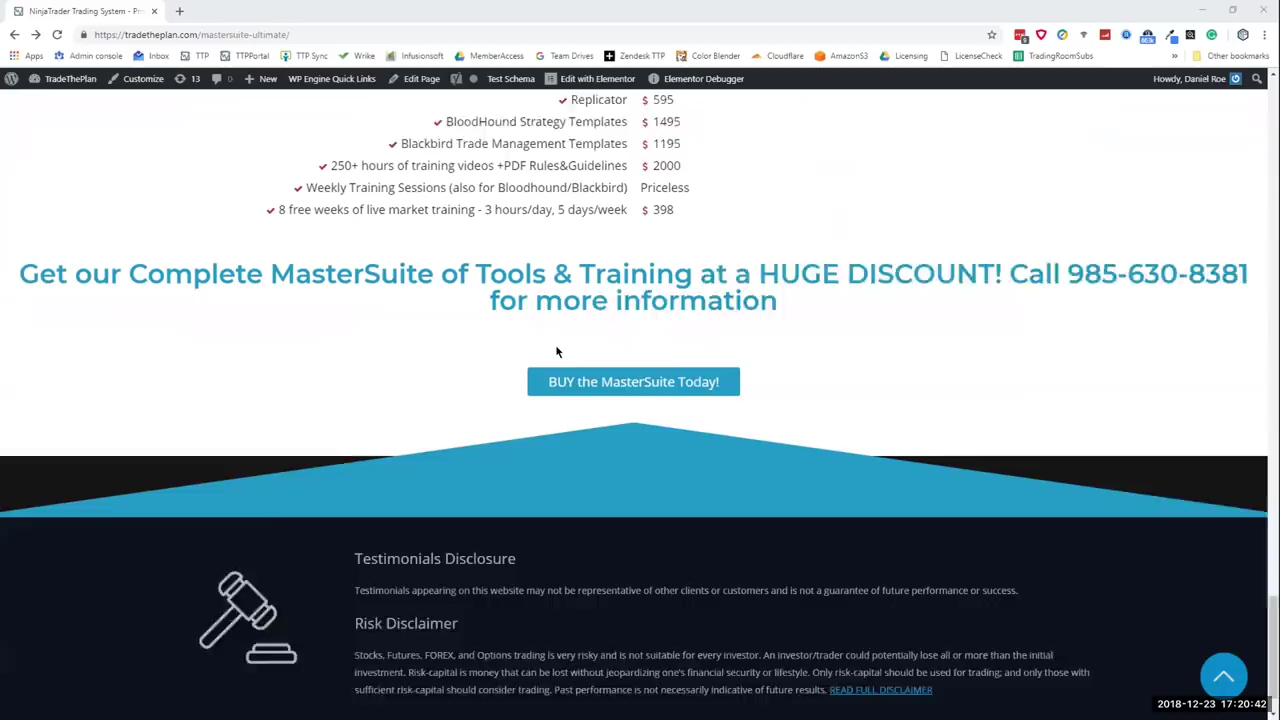 NinjaTrader Trading System - Pr
https://tradetheplan.com/mastersuite-ultimate/
Apps Admin console Inbox TTP TTPPortal TTP Sync Wrike Infusionsoft MemberAccess Team Drives Zendesk TTP Color Blender Cloudflare AmazonS3 Licensing LicenseCheck TradingRoomSubs » Other bookmarks
TradeThePlan Customize 13 0 + New WP Engine Quick Links Edit Page Test Schema Edit with Elementor Elementor Debugger Howdy, Daniel Roe
Replicator $ 595
BloodHound Strategy Templates $ 1495
Blackbird Trade Management Templates $ 1195
250+ hours of training videos +PDF Rules&Guidelines $ 2000
Weekly Training Sessions (also for Bloodhound/Blackbird) Priceless
8 free weeks of live market training - 3 hours/day, 5 days/week $ 398
Get our Complete MasterSuite of Tools & Training at a HUGE DISCOUNT! Call 985-630-8381
for more information
BUY the MasterSuite Today!
Testimonials Disclosure
Testimonials appearing on this website may not be representative of other clients or customers and is not a guarantee of future performance or success.
Risk Disclaimer
Stocks, Futures, FOREX, and Options trading is very risky and is not suitable for every investor. An investor/trader could potentially lose all or more than the initial
investment. Risk-capital is money that can be lost without jeopardizing one's financial security or lifestyle. Only risk-capital should be used for trading; and only those with
sufficient risk-capital should consider trading. Past performance is not necessarily indicative of future results. READ FULL DISCLAIMER
2018-12-23 17:20:42